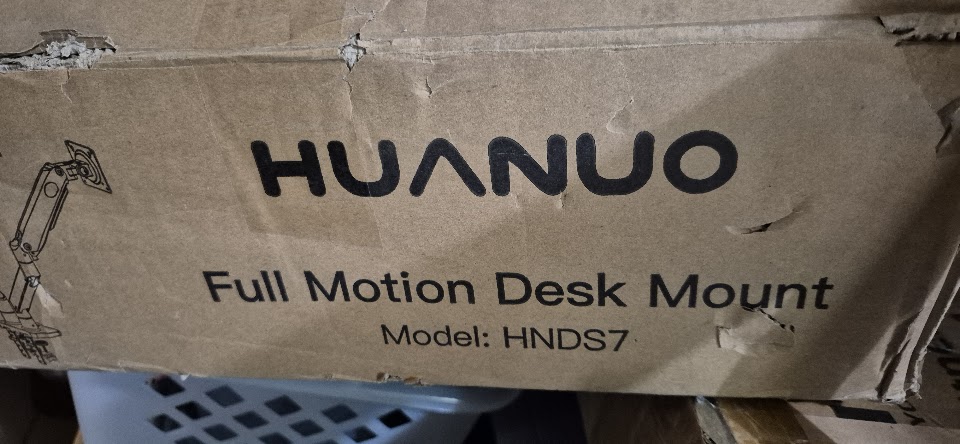 HUANUO
Full Motion Desk Mount
Model: HNDS7